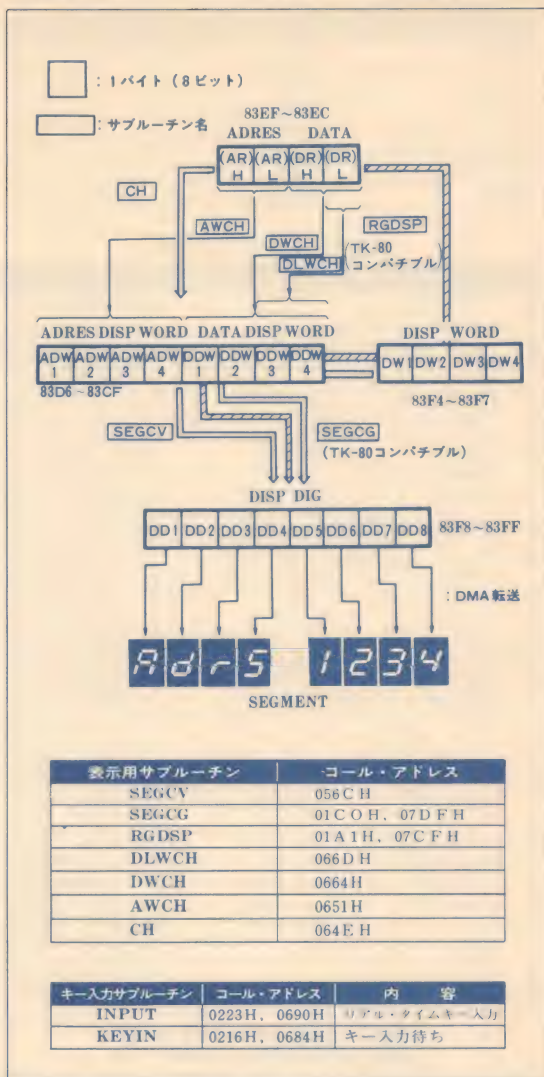 : 1バイト (8ビット)
: サブルーチン名
83EF~83EC
ADRES DATA
(AR) H (AR) L (DR) H (DR) L
CH
AWCH
DWCH
DLWCH
RGDSP
(TK-80
コンパチブル)
ADRES DISP WORD DATA DISP WORD
DISP WORD
ADW 1 ADW 2 ADW 3 ADW 4 DDW 1 DDW 2 DDW 3 DDW 4
DW1 DW2 DW3 DW4
83D6~83CF
83F4~83F7
SEGCV
SEGCG
(TK-80コンパチブル)
DISP DIG
DD1 DD2 DD3 DD4 DD5 DD6 DD7 DD8
83F8~83FF
: DMA転送
AdrS 1234
SEGMENT
表示用サブルーチン コール・アドレス
SEGCV 056CH
SEGCG 01C0H, 07DFH
RGDSP 01A1H, 07CFH
DLWCH 066DH
DWCH 0664H
AWCH 0651H
CH 064EH
キー入力サブルーチン コール・アドレス 内容
INPUT 0223H, 0690H リアル・タイムキー入力
KEYIN 0216H, 0684H キー入力待ち